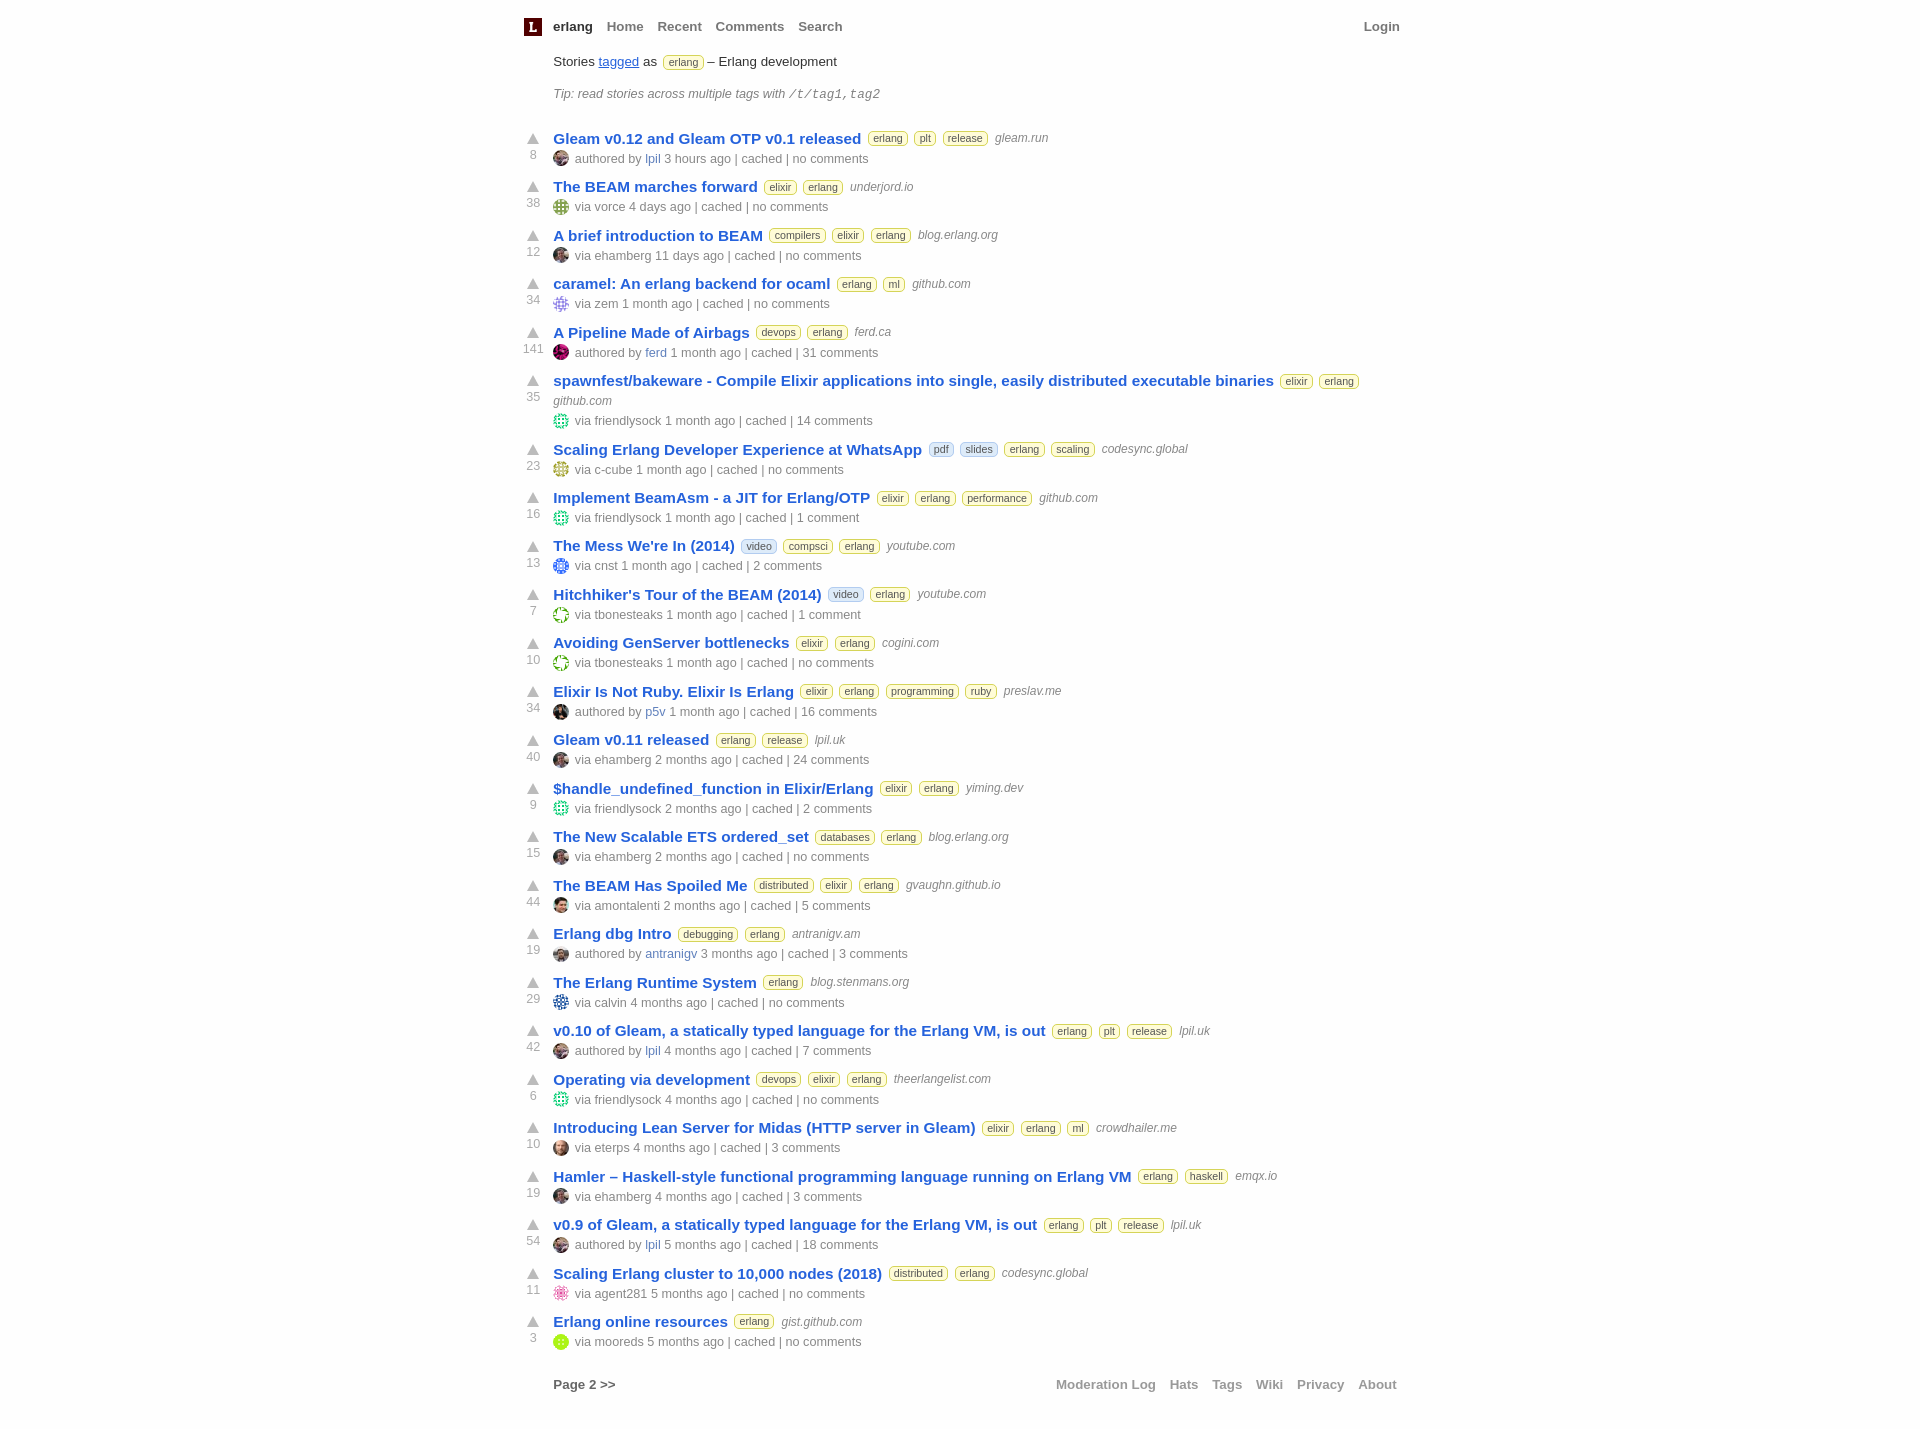 L erlang Home Recent Comments Search Login
Stories tagged as erlang – Erlang development
Tip: read stories across multiple tags with /t/tag1,tag2
Gleam v0.12 and Gleam OTP v0.1 released erlang plt release gleam.run
8 authored by lpil 3 hours ago | cached | no comments
The BEAM marches forward elixir erlang underjord.io
38 via vorce 4 days ago | cached | no comments
A brief introduction to BEAM compilers elixir erlang blog.erlang.org
12 via ehamberg 11 days ago | cached | no comments
caramel: An erlang backend for ocaml erlang ml github.com
34 via zem 1 month ago | cached | no comments
A Pipeline Made of Airbags devops erlang ferd.ca
141 authored by ferd 1 month ago | cached | 31 comments
spawnfest/bakeware - Compile Elixir applications into single, easily distributed executable binaries elixir erlang
35 github.com
via friendlysock 1 month ago | cached | 14 comments
Scaling Erlang Developer Experience at WhatsApp pdf slides erlang scaling codesync.global
23 via c-cube 1 month ago | cached | no comments
Implement BeamAsm - a JIT for Erlang/OTP elixir erlang performance github.com
16 via friendlysock 1 month ago | cached | 1 comment
The Mess We're In (2014) video compsci erlang youtube.com
13 via cnst 1 month ago | cached | 2 comments
Hitchhiker's Tour of the BEAM (2014) video erlang youtube.com
7 via tbonesteaks 1 month ago | cached | 1 comment
Avoiding GenServer bottlenecks elixir erlang cogini.com
10 via tbonesteaks 1 month ago | cached | no comments
Elixir Is Not Ruby. Elixir Is Erlang elixir erlang programming ruby preslav.me
34 authored by p5v 1 month ago | cached | 16 comments
Gleam v0.11 released erlang release lpil.uk
40 via ehamberg 2 months ago | cached | 24 comments
$handle_undefined_function in Elixir/Erlang elixir erlang yiming.dev
9 via friendlysock 2 months ago | cached | 2 comments
The New Scalable ETS ordered_set databases erlang blog.erlang.org
15 via ehamberg 2 months ago | cached | no comments
The BEAM Has Spoiled Me distributed elixir erlang gvaughn.github.io
44 via amontalenti 2 months ago | cached | 5 comments
Erlang dbg Intro debugging erlang antranigv.am
19 authored by antranigv 3 months ago | cached | 3 comments
The Erlang Runtime System erlang blog.stenmans.org
29 via calvin 4 months ago | cached | no comments
v0.10 of Gleam, a statically typed language for the Erlang VM, is out erlang plt release lpil.uk
42 authored by lpil 4 months ago | cached | 7 comments
Operating via development devops elixir erlang theerlangelist.com
6 via friendlysock 4 months ago | cached | no comments
Introducing Lean Server for Midas (HTTP server in Gleam) elixir erlang ml crowdhailer.me
10 via eterps 4 months ago | cached | 3 comments
Hamler – Haskell-style functional programming language running on Erlang VM erlang haskell emqx.io
19 via ehamberg 4 months ago | cached | 3 comments
v0.9 of Gleam, a statically typed language for the Erlang VM, is out erlang plt release lpil.uk
54 authored by lpil 5 months ago | cached | 18 comments
Scaling Erlang cluster to 10,000 nodes (2018) distributed erlang codesync.global
11 via agent281 5 months ago | cached | no comments
Erlang online resources erlang gist.github.com
3 via mooreds 5 months ago | cached | no comments
Page 2 >> Moderation Log Hats Tags Wiki Privacy About